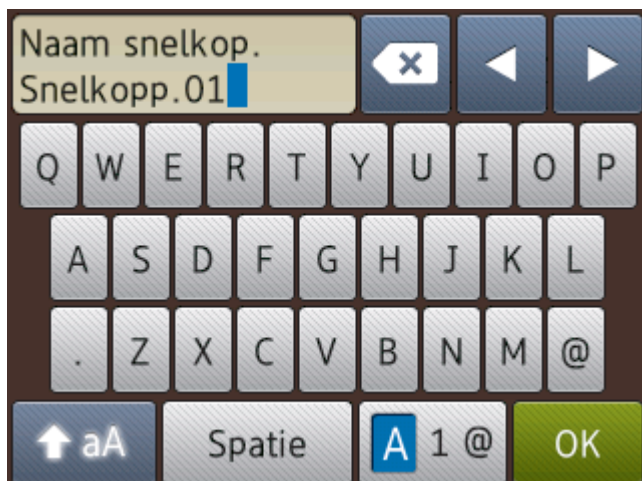 Naam snelkop.
Snelkopp.01
Q W E R T Y U I O P
A S D F G H J K L
. Z X C V B N M @
aA Spatie A 1 @ OK